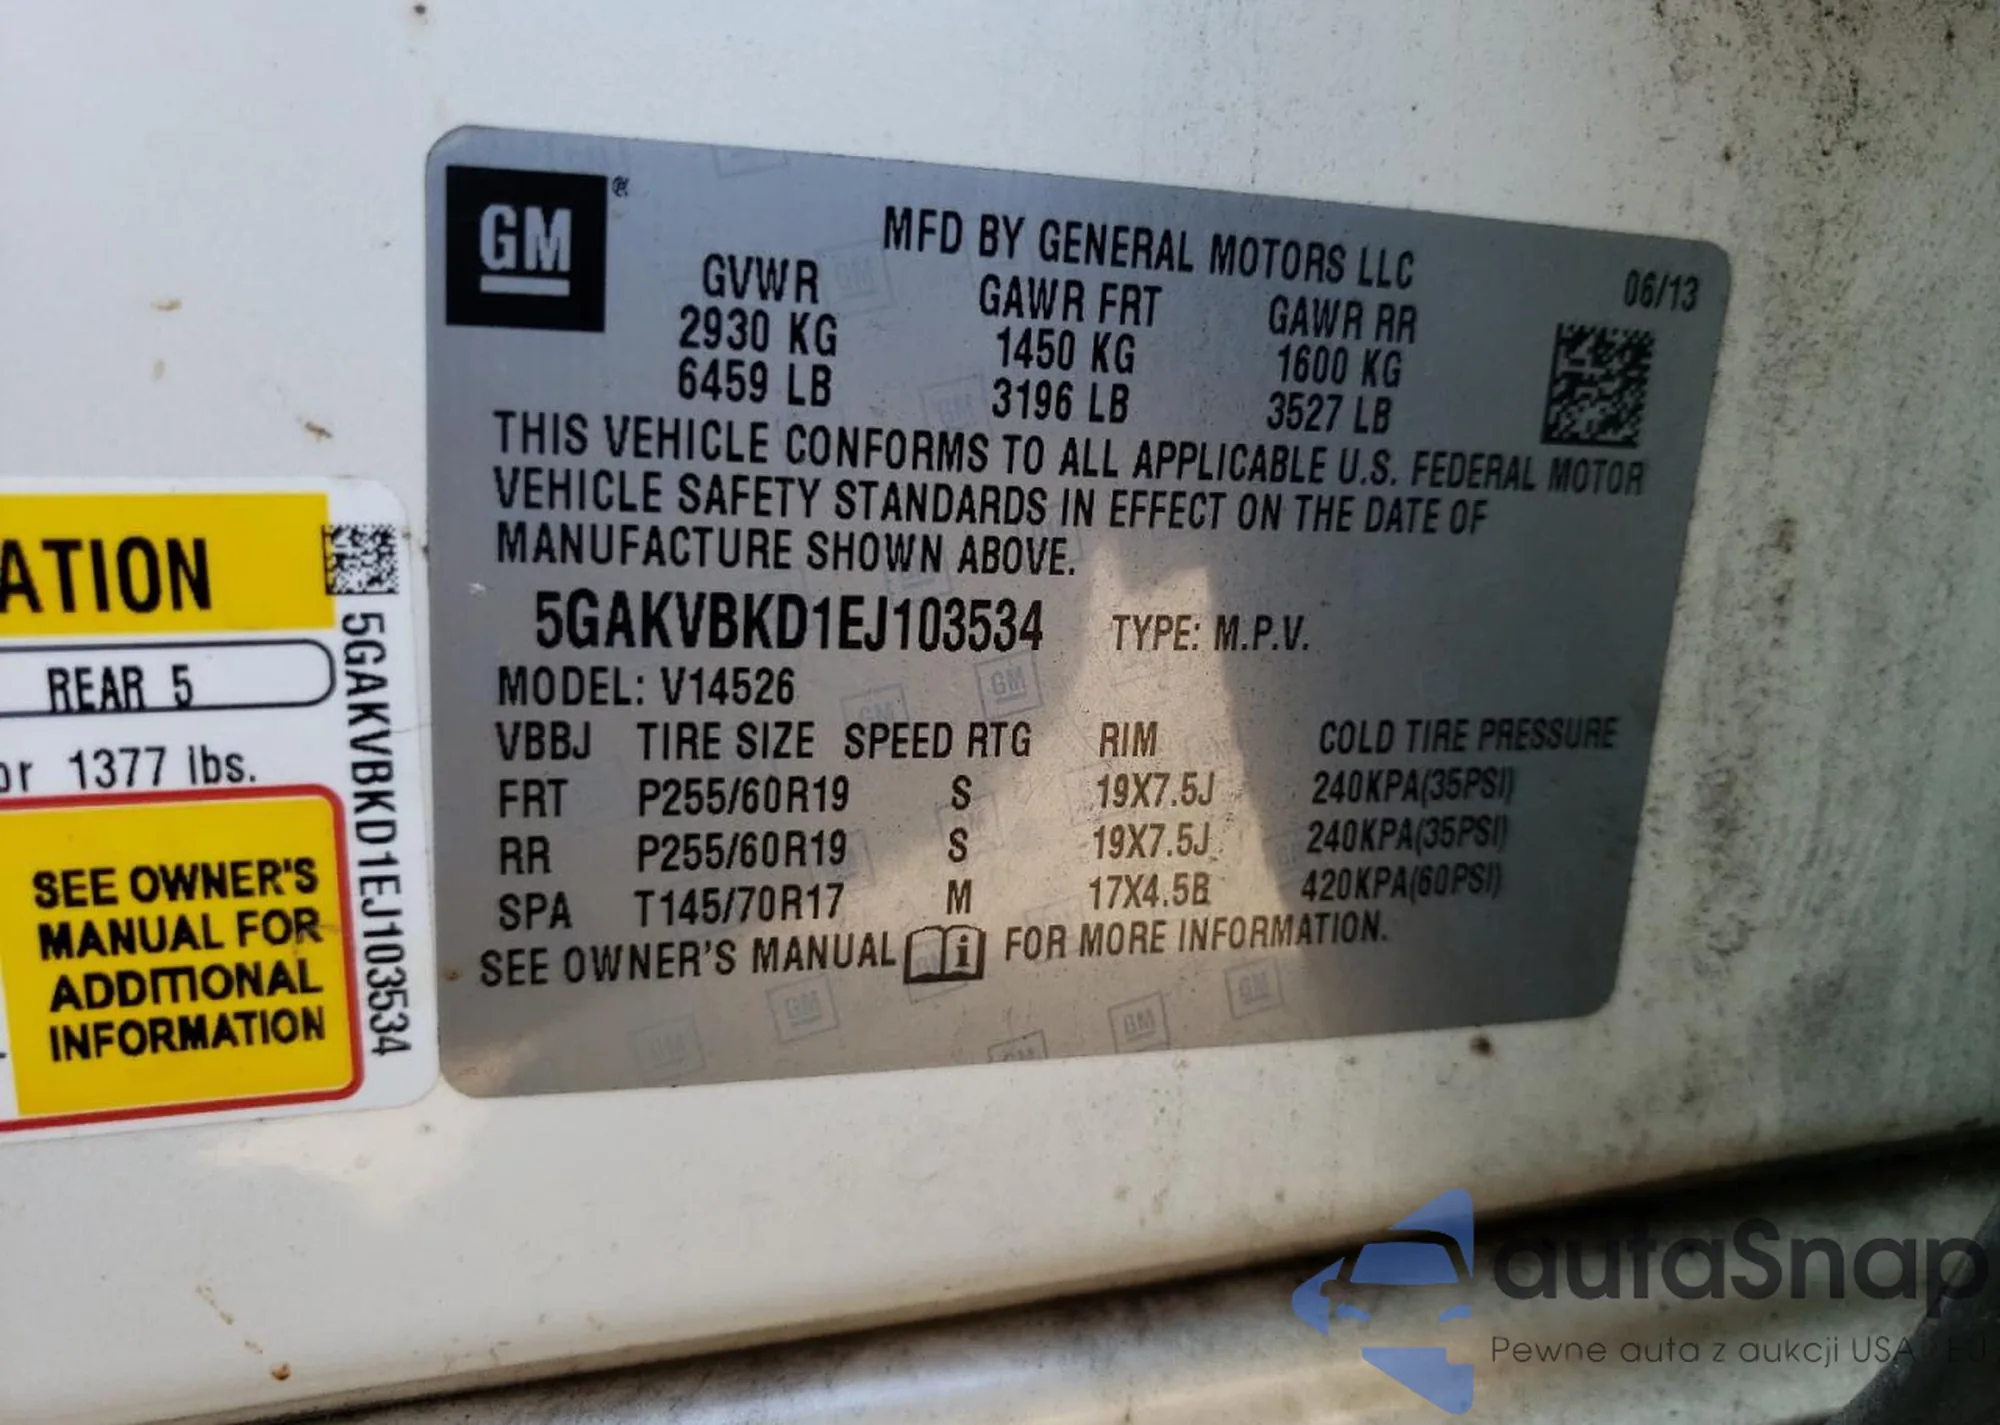 GM®
MFD BY GENERAL MOTORS LLC
06/13
GVWR GAWR FRT GAWR RR
2930 KG 1450 KG 1600 KG
6459 LB 3196 LB 3527 LB
THIS VEHICLE CONFORMS TO ALL APPLICABLE U.S. FEDERAL MOTOR
VEHICLE SAFETY STANDARDS IN EFFECT ON THE DATE OF
MANUFACTURE SHOWN ABOVE.
5GAKVBKD1EJ103534 TYPE: M.P.V.
MODEL: V14526
VBBJ TIRE SIZE SPEED RTG RIM COLD TIRE PRESSURE
FRT P255/60R19 S 19X7.5J 240KPA(35PSI)
RR P255/60R19 S 19X7.5J 240KPA(35PSI)
SPA T145/70R17 M 17X4.5B 420KPA(60PSI)
SEE OWNER'S MANUAL i FOR MORE INFORMATION.
ATION
REAR 5
or 1377 lbs.
SEE OWNER'S
MANUAL FOR
ADDITIONAL
INFORMATION
5GAKVBKD1EJ103534
autaSnap
Pewne auta z aukcji USA i EU